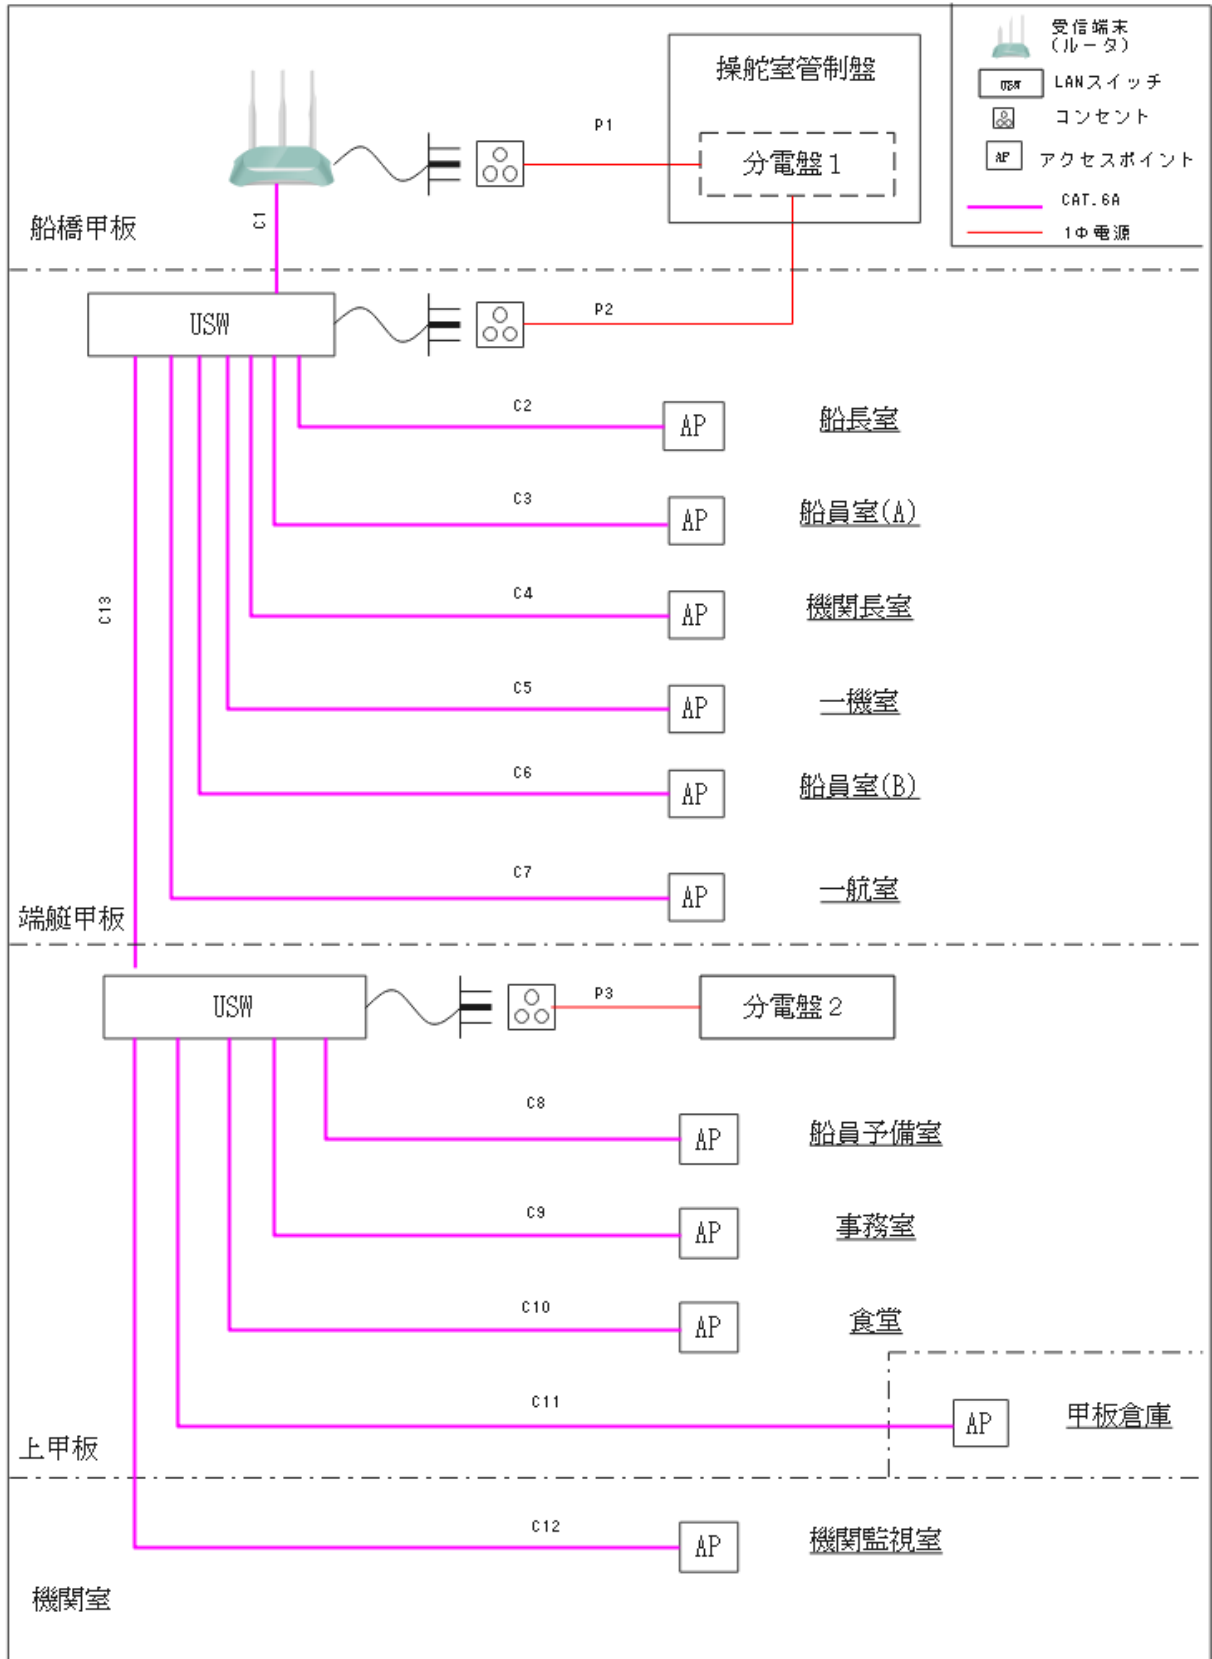 受信端末
(ルータ)
USW
LANスイッチ
コンセント
AP
アクセスポイント
CAT.6A
1Φ電源
操舵室管制盤
分電盤1
P1
C1
船橋甲板
USW
P2
C2
AP
船長室
C3
AP
船員室(A)
C4
AP
機関長室
C13
C5
AP
一機室
C6
AP
船員室(B)
C7
AP
一航室
端艇甲板
USW
P3
分電盤2
C8
AP
船員予備室
C9
AP
事務室
C10
AP
食堂
C11
AP
甲板倉庫
上甲板
C12
AP
機関監視室
機関室